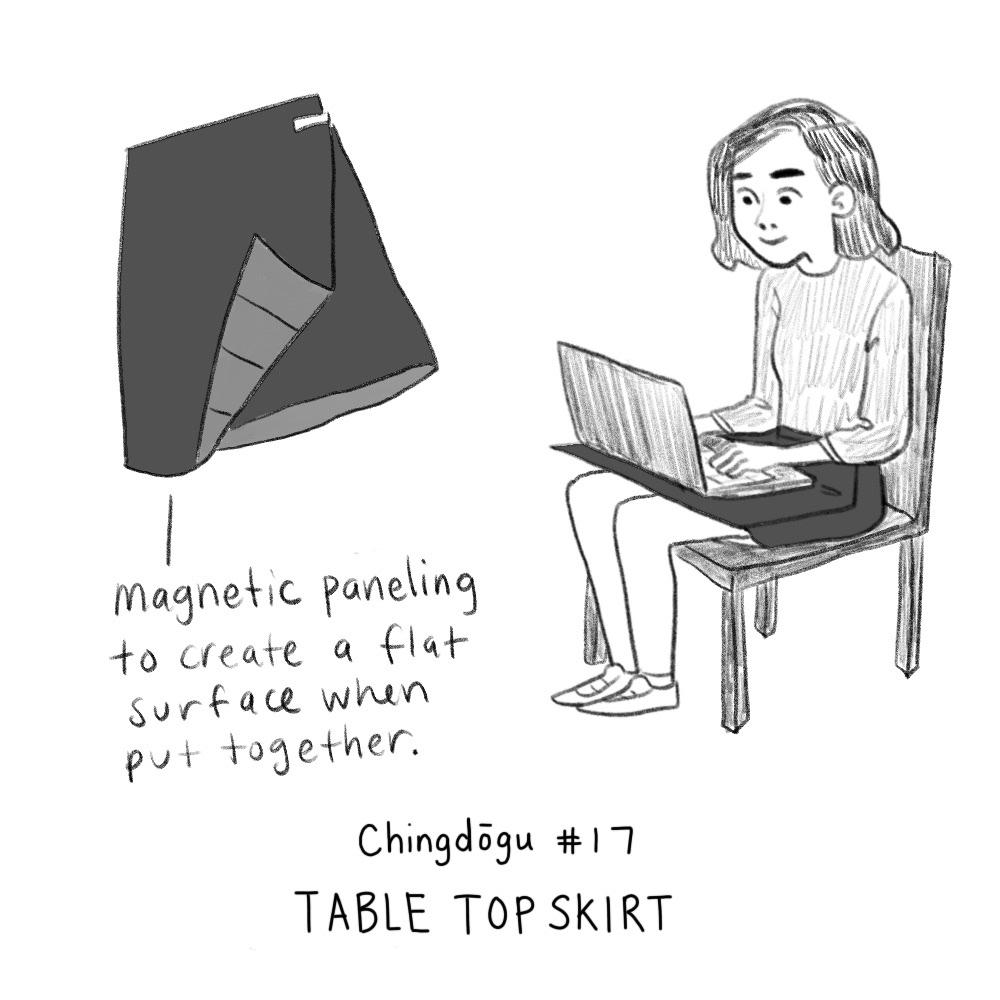 magnetic paneling
to create a flat
surface when
put together.
Chingdōgu #17
TABLE TOP SKIRT